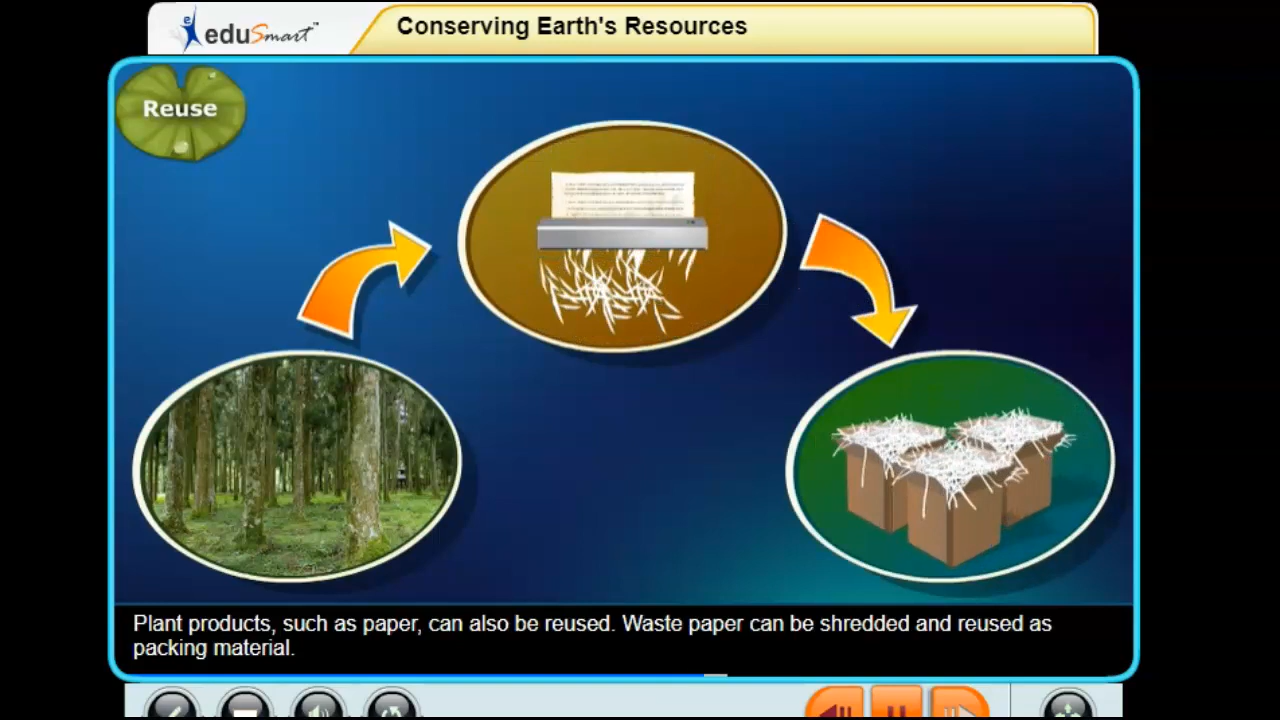 eduSmart™
Conserving Earth's Resources
Reuse
Plant products, such as paper, can also be reused. Waste paper can be shredded and reused as
packing material.